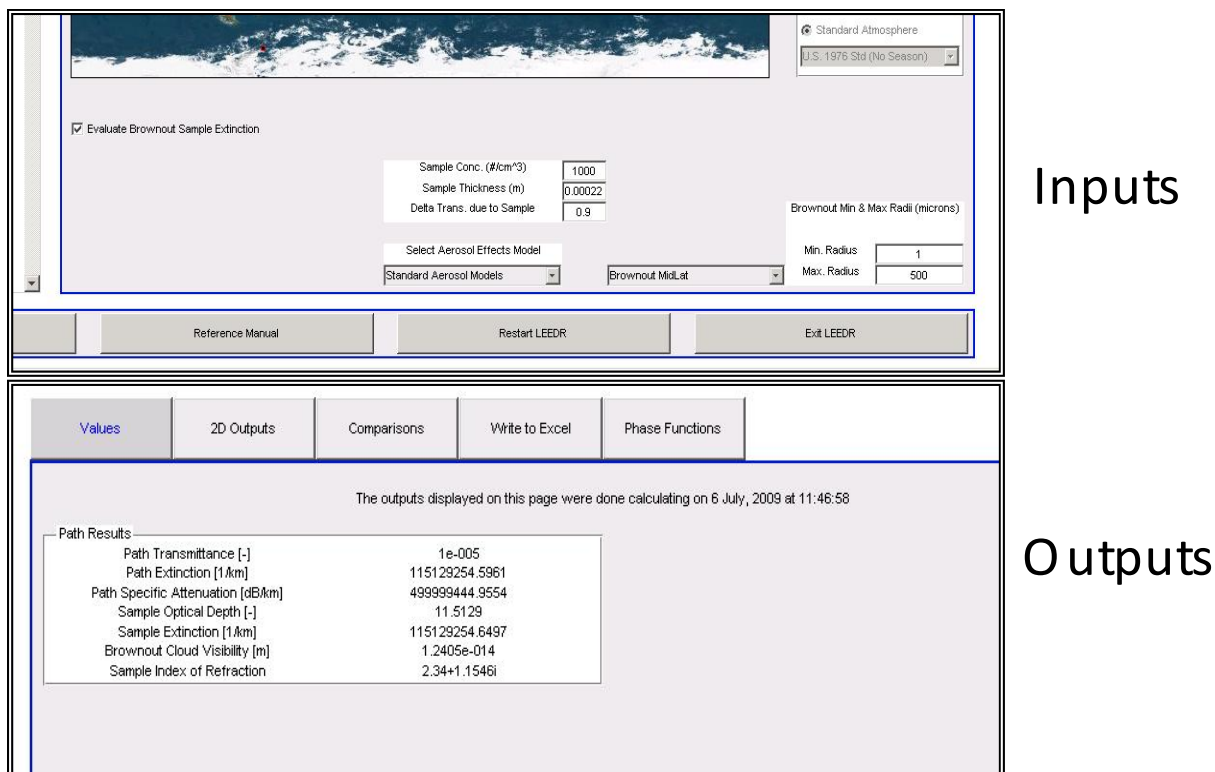 Standard Atmosphere
U.S. 1976 Std (No Season)
Evaluate Brownout Sample Extinction
Sample Conc. (#/cm^3) 1000
Sample Thickness (m) 0.00022
Delta Trans. due to Sample 0.9
Brownout Min & Max Radii (microns)
Select Aerosol Effects Model
Min. Radius 1
Standard Aerosol Models Brownout MidLat Max. Radius 500
Reference Manual Restart LEEDR Exit LEEDR
Inputs
Values 2D Outputs Comparisons Write to Excel Phase Functions
The outputs displayed on this page were done calculating on 6 July, 2009 at 11:46:58
Path Results
Path Transmittance [-] 1e-005
Path Extinction [1/km] 115129254.5961
Path Specific Attenuation [dB/km] 499999444.9554
Sample Optical Depth [-] 11.5129
Sample Extinction [1/km] 115129254.6497
Brownout Cloud Visibility [m] 1.2405e-014
Sample Index of Refraction 2.34+1.1546i
Outputs